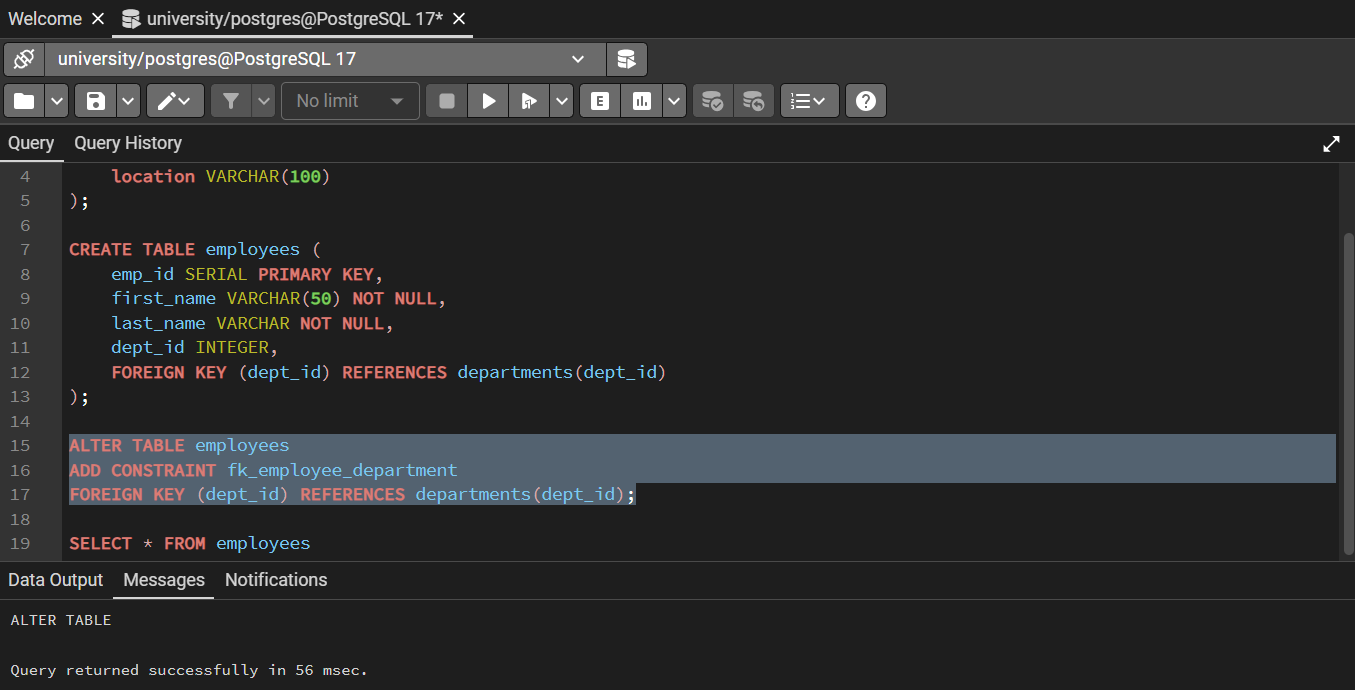 Welcome
university/postgres@PostgreSQL 17*
university/postgres@PostgreSQL 17
No limit
E
1
Query
Query History
4     location VARCHAR(100)
5 );
6
7 CREATE TABLE employees (
8     emp_id SERIAL PRIMARY KEY,
9     first_name VARCHAR(50) NOT NULL,
10     last_name VARCHAR NOT NULL,
11     dept_id INTEGER,
12     FOREIGN KEY (dept_id) REFERENCES departments(dept_id)
13 );
14
15 ALTER TABLE employees
16 ADD CONSTRAINT fk_employee_department
17 FOREIGN KEY (dept_id) REFERENCES departments(dept_id);
18
19 SELECT * FROM employees
Data Output
Messages
Notifications
ALTER TABLE
Query returned successfully in 56 msec.